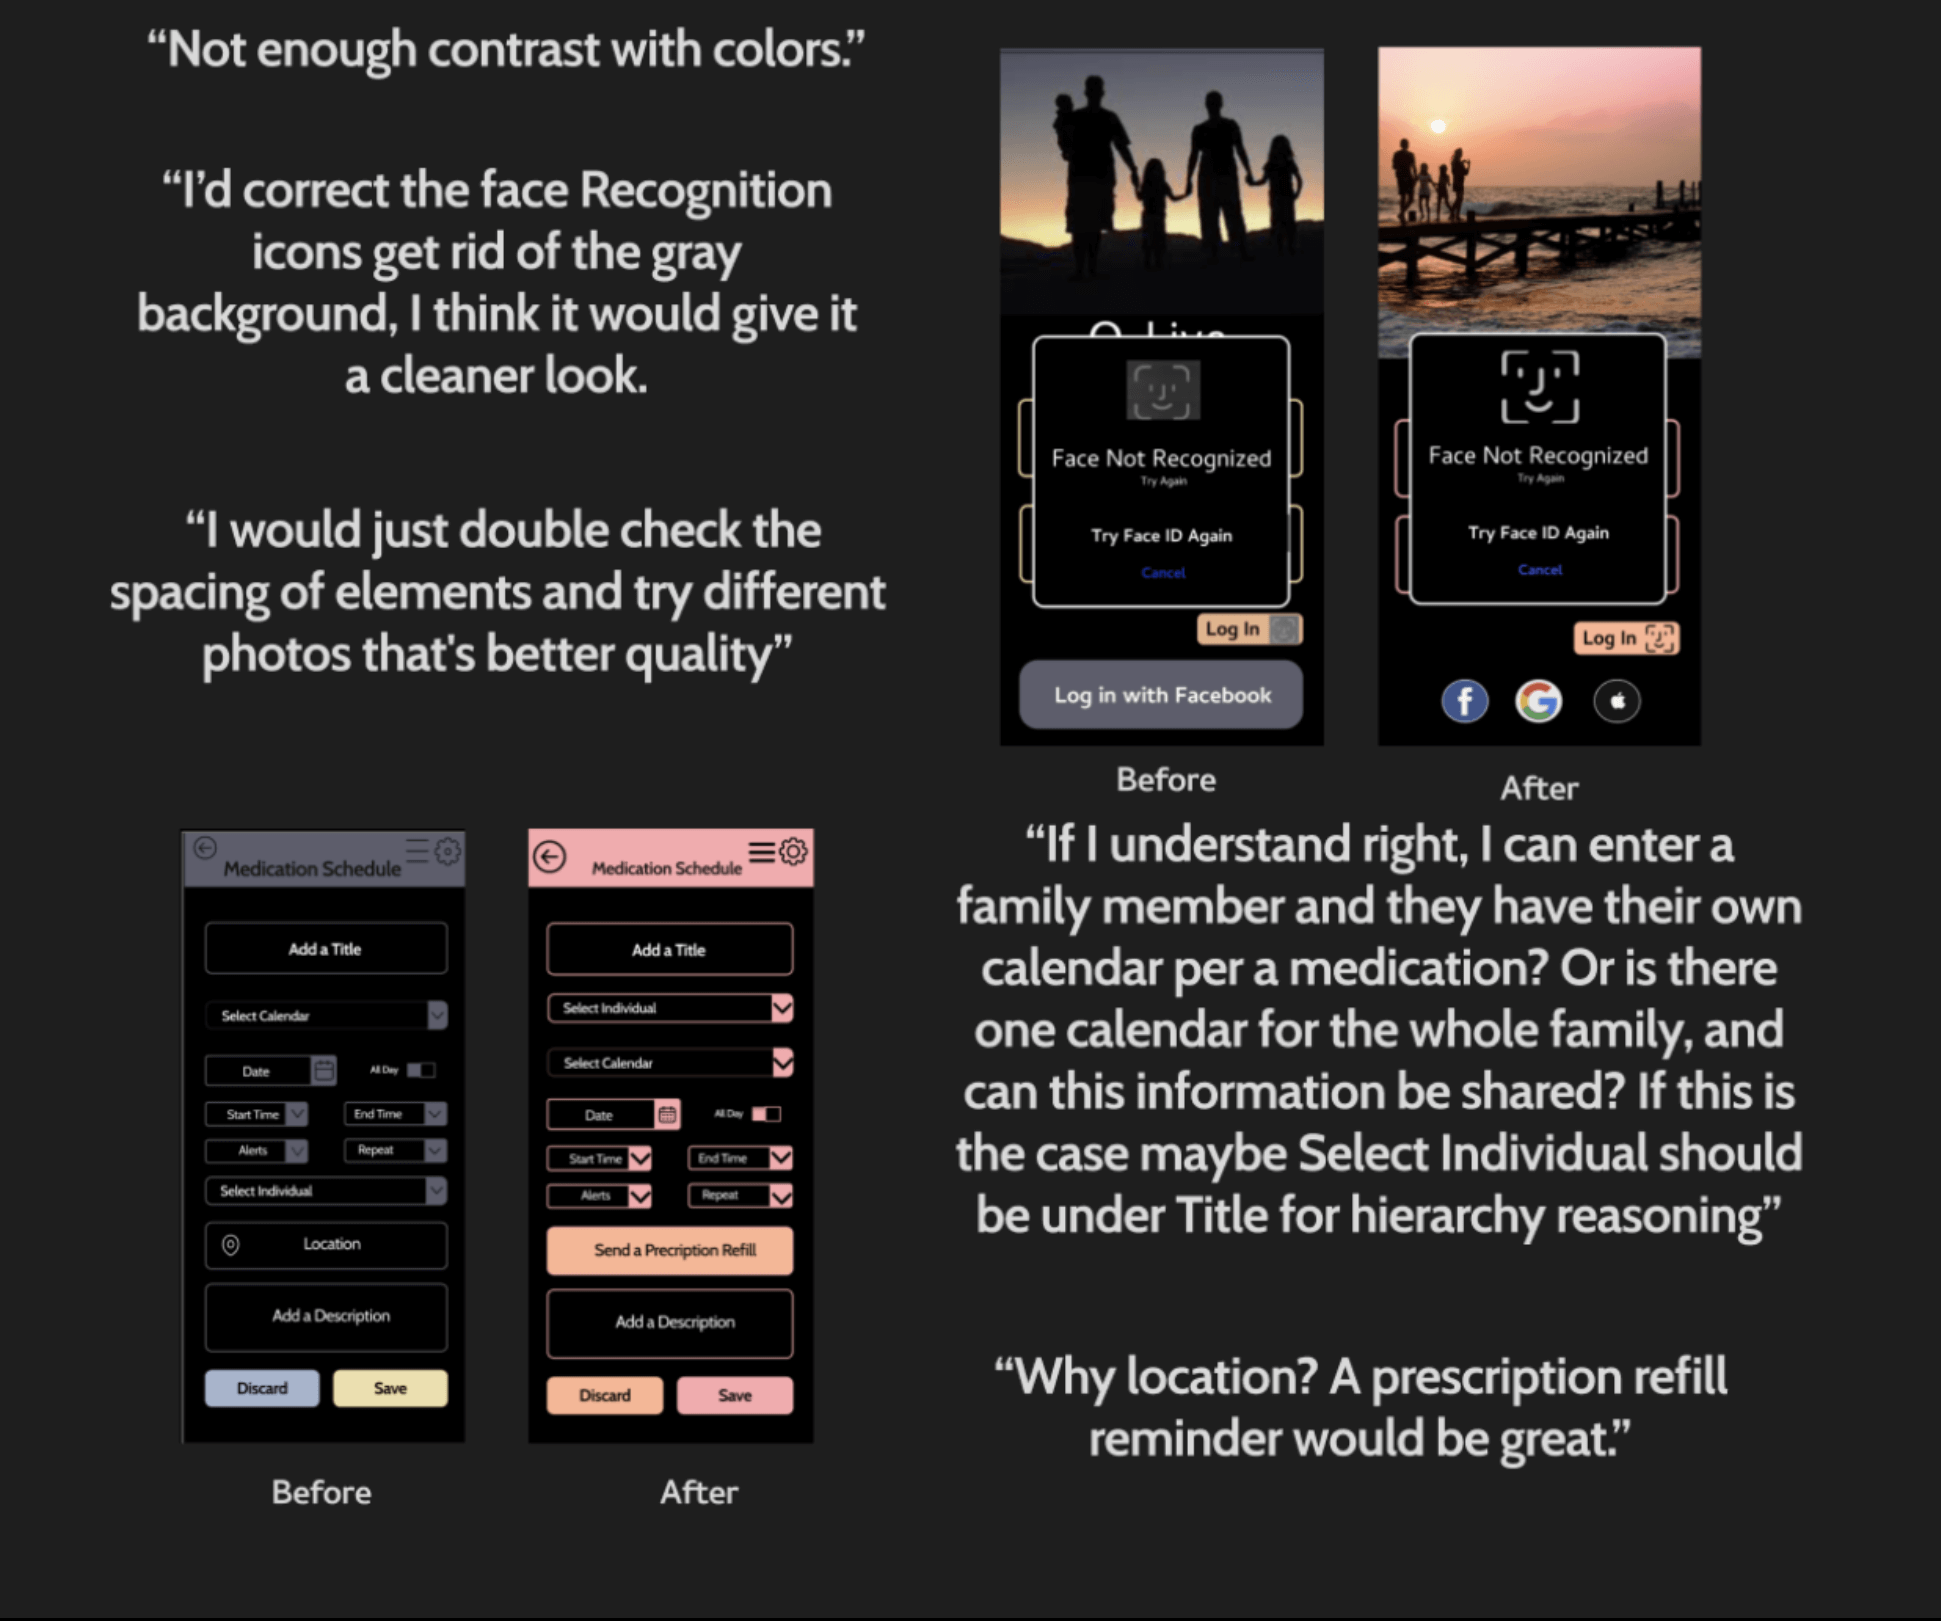 “Not enough contrast with colors.”
“I’d correct the face Recognition
icons get rid of the gray
background, I think it would give it
a cleaner look.
“I would just double check the
spacing of elements and try different
photos that's better quality”
Face Not Recognized
Try Again
Try Face ID Again
Cancel
Log In
Log in with Facebook
Before
Face Not Recognized
Try Again
Try Face ID Again
Cancel
Log In
f
G
After
Medication Schedule
Add a Title
Select Calendar
Date
All Day
Start Time
End Time
Alerts
Repeat
Select Individual
Location
Add a Description
Discard
Save
Before
Medication Schedule
Add a Title
Select Individual
Select Calendar
Date
All Day
Start Time
End Time
Alerts
Repeat
Send a Precription Refill
Add a Description
Discard
Save
After
“If I understand right, I can enter a
family member and they have their own
calendar per a medication? Or is there
one calendar for the whole family, and
can this information be shared? If this is
the case maybe Select Individual should
be under Title for hierarchy reasoning”
“Why location? A prescription refill
reminder would be great.”